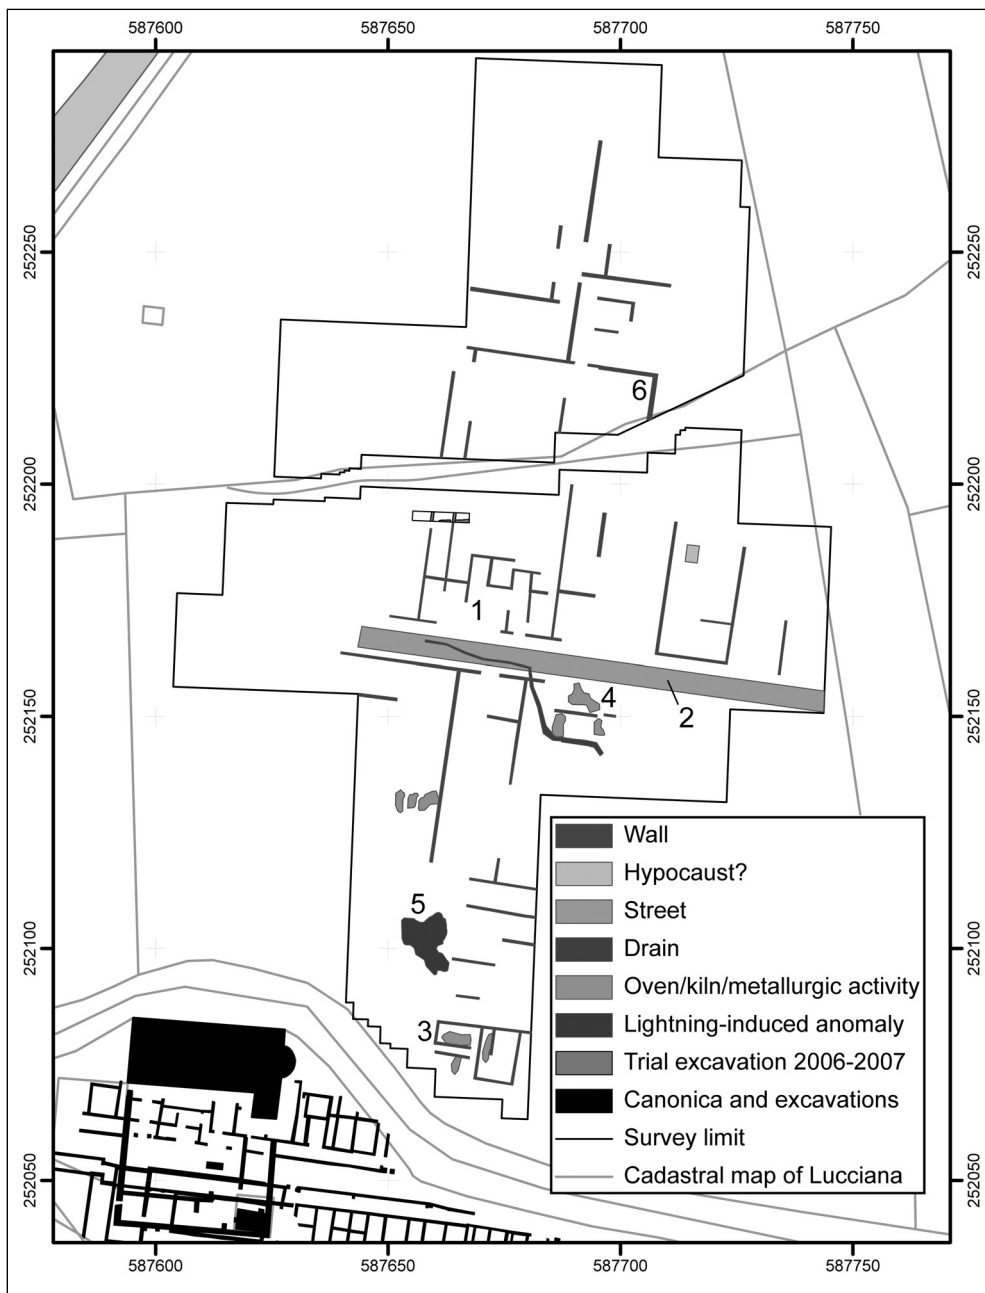 587600 587650 587700 587750
252250 252250
6
252200 252200
1
4
2
252150 252150
5
252100 252100
3
252050 252050
Wall
Hypocaust?
Street
Drain
Oven/kiln/metallurgic activity
Lightning-induced anomaly
Trial excavation 2006-2007
Canonica and excavations
Survey limit
Cadastral map of Lucciana
587600 587650 587700 587750